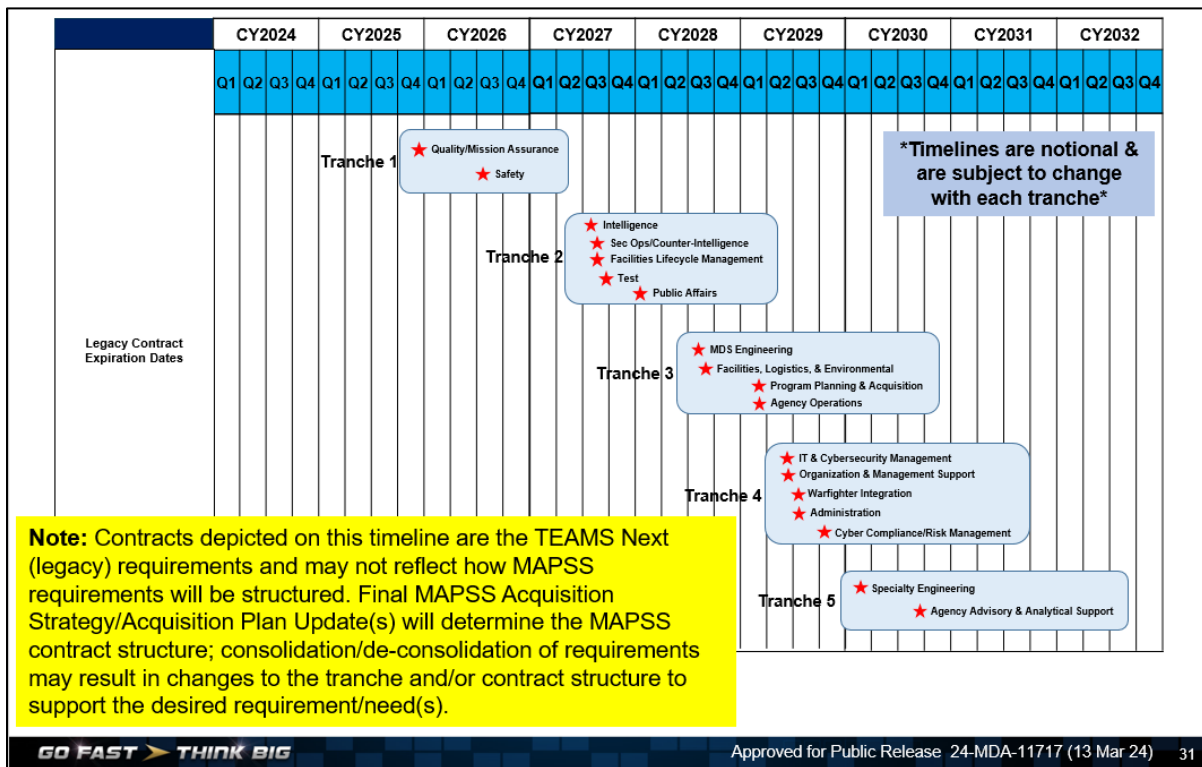 CY2024 CY2025 CY2026 CY2027 CY2028 CY2029 CY2030 CY2031 CY2032
Q1 Q2 Q3 Q4 Q1 Q2 Q3 Q4 Q1 Q2 Q3 Q4 Q1 Q2 Q3 Q4 Q1 Q2 Q3 Q4 Q1 Q2 Q3 Q4 Q1 Q2 Q3 Q4 Q1 Q2 Q3 Q4 Q1 Q2 Q3 Q4
*Timelines are notional &
are subject to change
with each tranche*
Legacy Contract
Expiration Dates
Tranche 1
Quality/Mission Assurance
Safety
Tranche 2
Intelligence
Sec Ops/Counter-Intelligence
Facilities Lifecycle Management
Test
Public Affairs
Tranche 3
MDS Engineering
Facilities, Logistics, & Environmental
Program Planning & Acquisition
Agency Operations
Tranche 4
IT & Cybersecurity Management
Organization & Management Support
Warfighter Integration
Administration
Cyber Compliance/Risk Management
Tranche 5
Specialty Engineering
Agency Advisory & Analytical Support
Note: Contracts depicted on this timeline are the TEAMS Next
(legacy) requirements and may not reflect how MAPSS
requirements will be structured. Final MAPSS Acquisition
Strategy/Acquisition Plan Update(s) will determine the MAPSS
contract structure; consolidation/de-consolidation of requirements
may result in changes to the tranche and/or contract structure to
support the desired requirement/need(s).
GO FAST THINK BIG
Approved for Public Release 24-MDA-11717 (13 Mar 24) 31